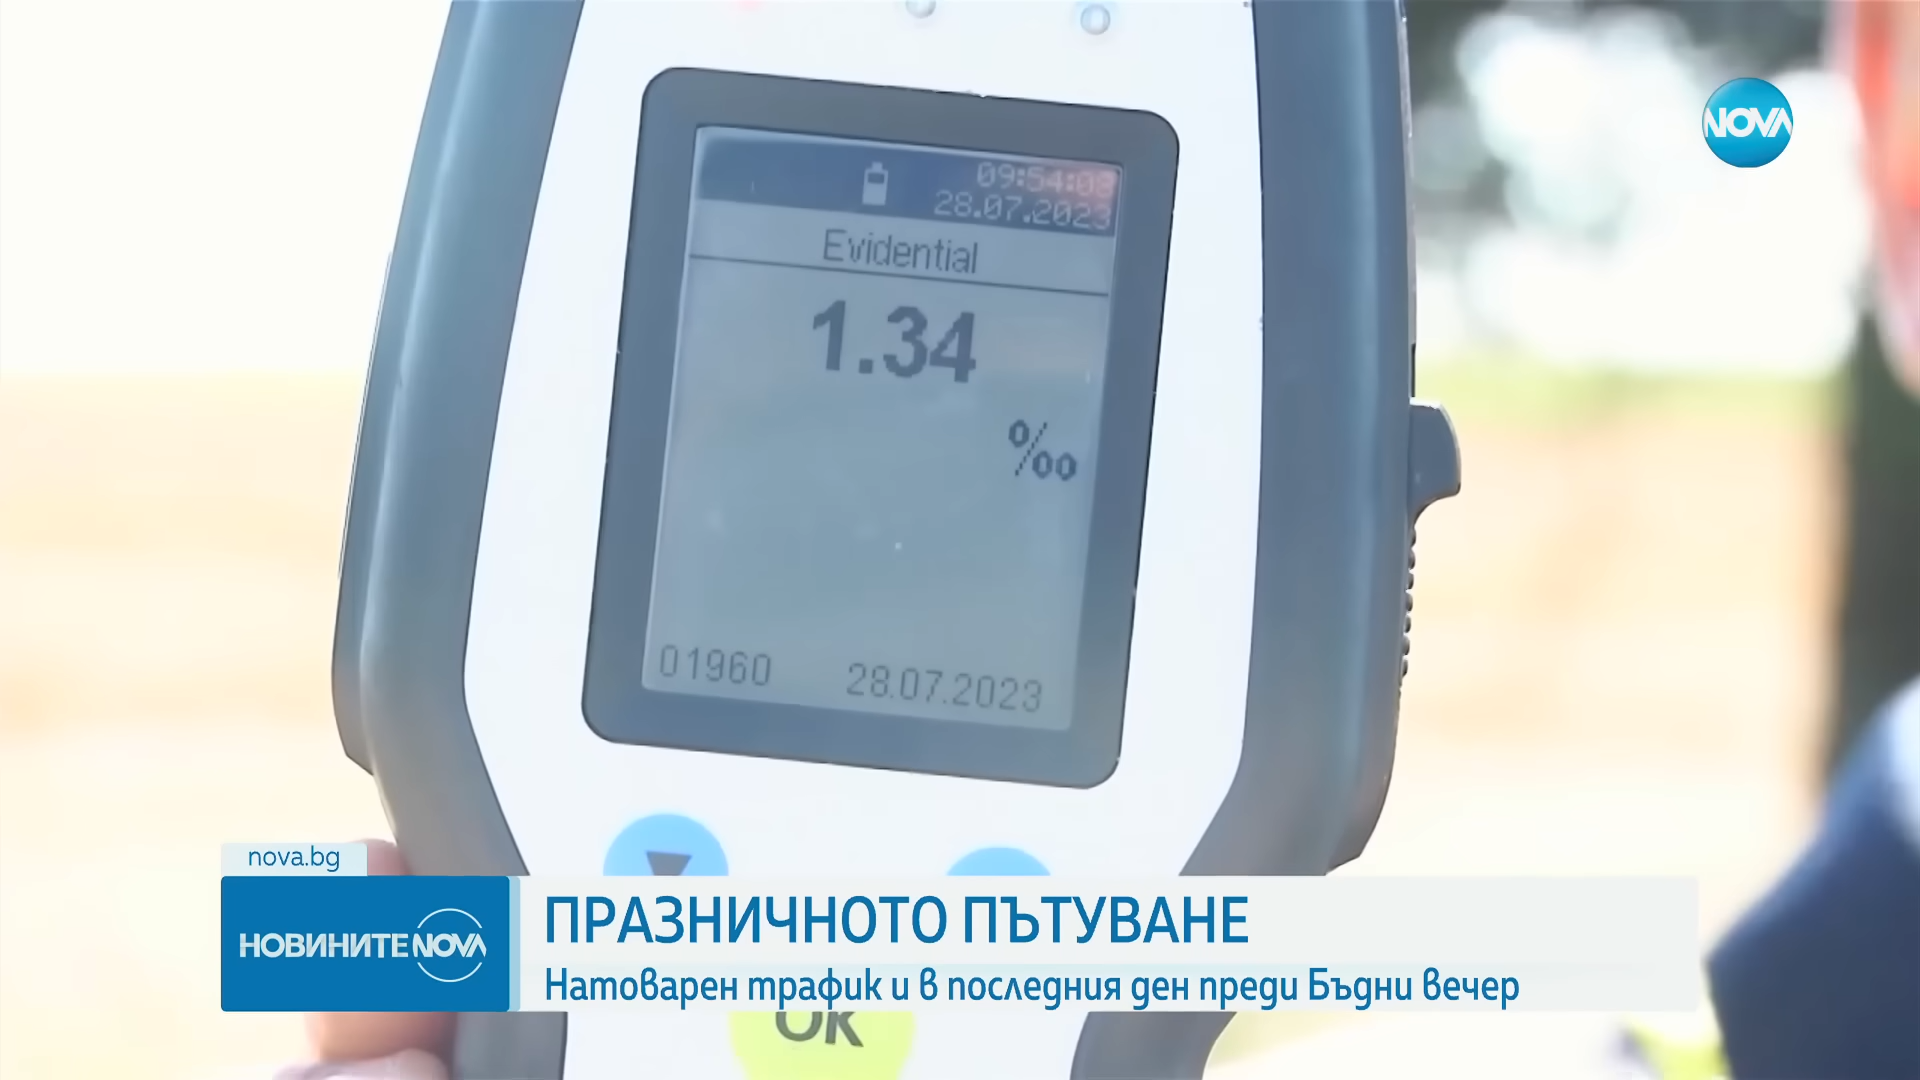 09:54:03
28.07.2023
Evidential
1.34
‰
01960 28.07.2023
NOVA
nova.bg
НОВИНИТЕ NOVA
ПРАЗНИЧНОТО ПЪТУВАНЕ
Натоварен трафик и в последния ден преди Бъдни вечер
OK